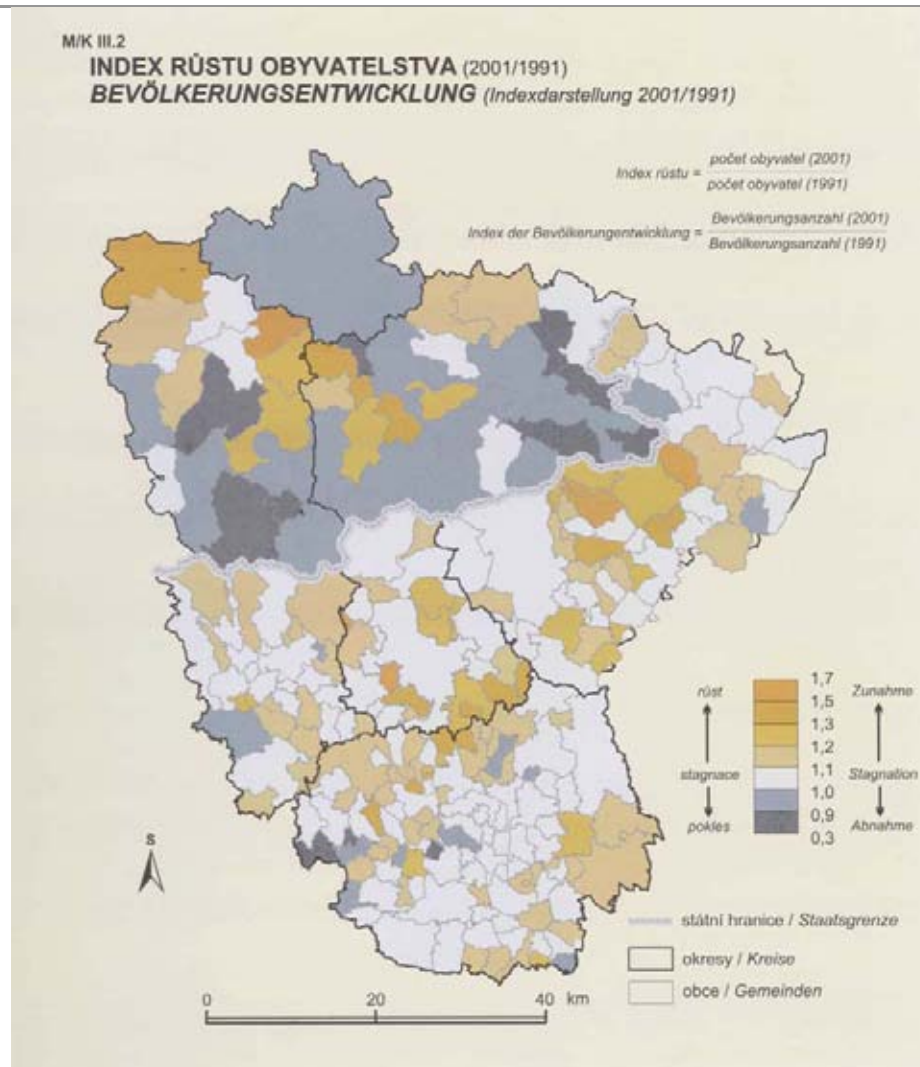 M/K III.2
INDEX RŮSTU OBYVATELSTVA (2001/1991)
BEVÖLKERUNGSENTWICKLUNG (Indexdarstellung 2001/1991)
Index růstu = počet obyvatel (2001)
počet obyvatel (1991)
Index der Bevölkerungentwicklung = Bevölkerungsanzahl (2001)
Bevölkerungsanzahl (1991)
růst
stagnace
pokles
1,7
1,5
1,3
1,2
1,1
1,0
0,9
0,3
Zunahme
Stagnation
Abnahme
S
státní hranice / Staatsgrenze
okresy / Kreise
obce / Gemeinden
0 20 40 km